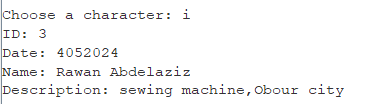 Choose a character: i
ID: 3
Date: 4052024
Name: Rawan Abdelaziz
Description: sewing machine,Obour city